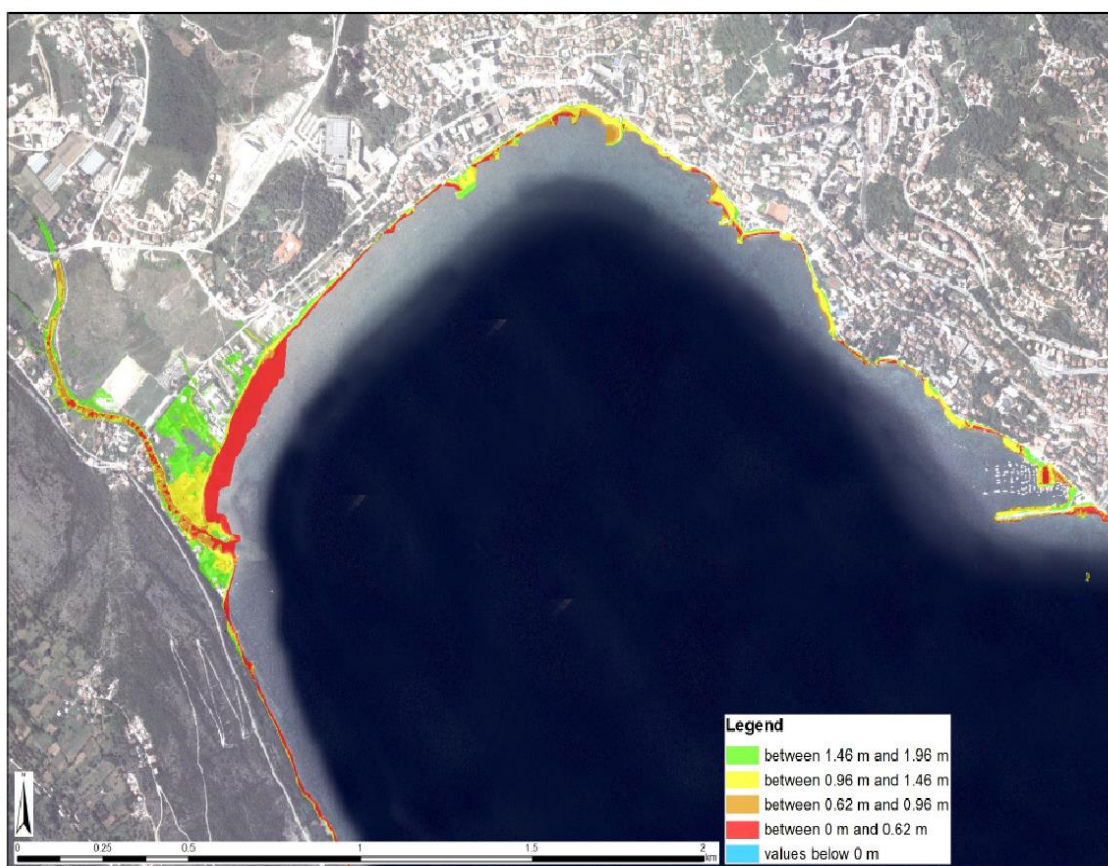 Legend
between 1.46 m and 1.96 m
between 0.96 m and 1.46 m
between 0.62 m and 0.96 m
between 0 m and 0.62 m
values below 0 m
N
0 0.25 0.5 1 1.5 2
km